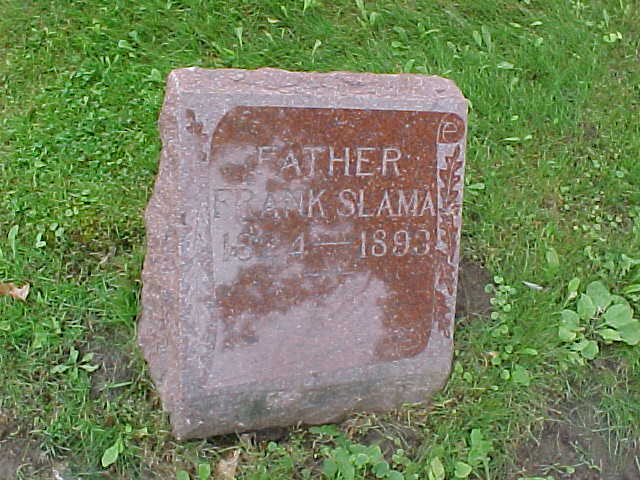 FATHER
FRANK SLAMA
— 1893